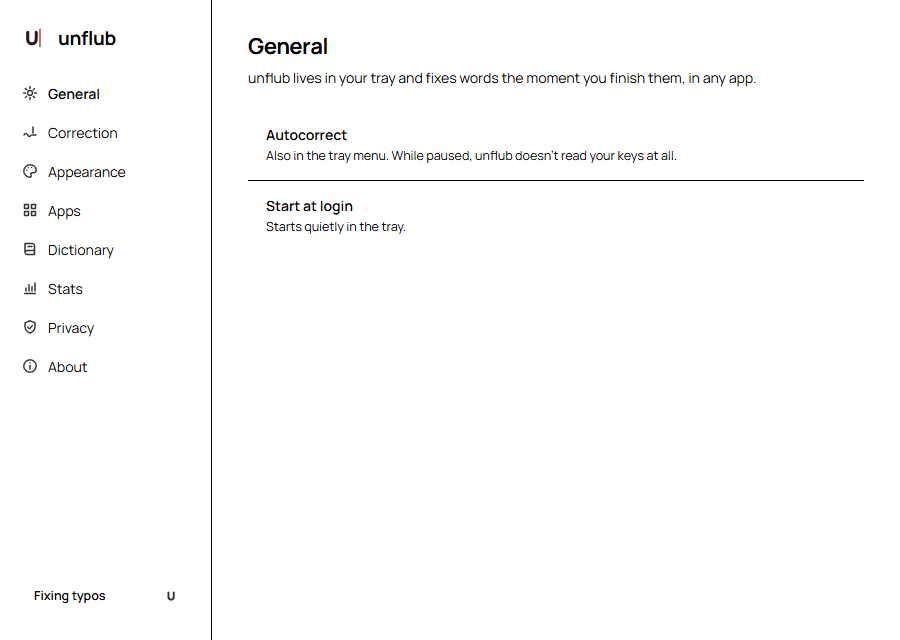 U unflub
General
Correction
Appearance
Apps
Dictionary
Stats
Privacy
About
Fixing typos U
General
unflub lives in your tray and fixes words the moment you finish them, in any app.
Autocorrect
Also in the tray menu. While paused, unflub doesn't read your keys at all.
Start at login
Starts quietly in the tray.